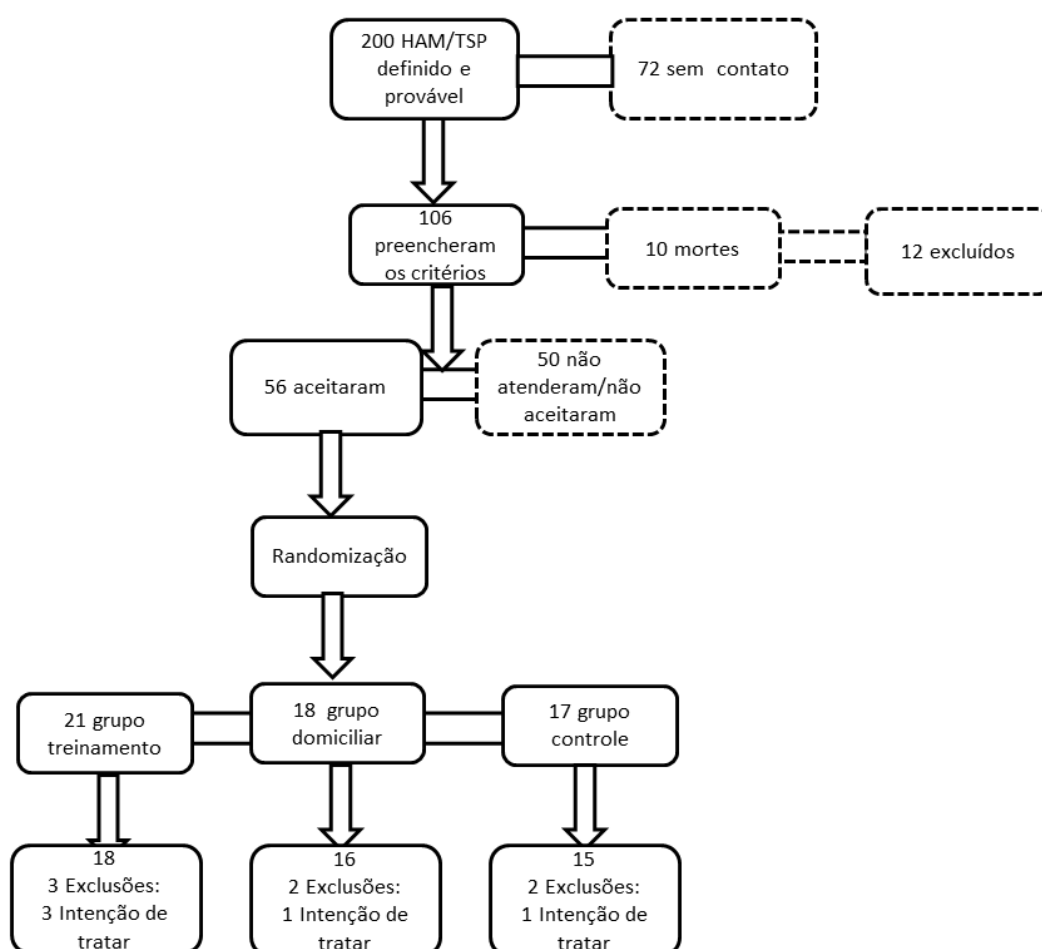 200 HAM/TSP
definido e
provável
72 sem contato
106
preencheram
os critérios
10 mortes
12 excluídos
56 aceitaram
50 não
atenderam/não
aceitaram
Randomização
21 grupo
treinamento
18 grupo
domiciliar
17 grupo
controle
18
3 Exclusões:
3 Intenção de
tratar
16
2 Exclusões:
1 Intenção de
tratar
15
2 Exclusões:
1 Intenção de
tratar